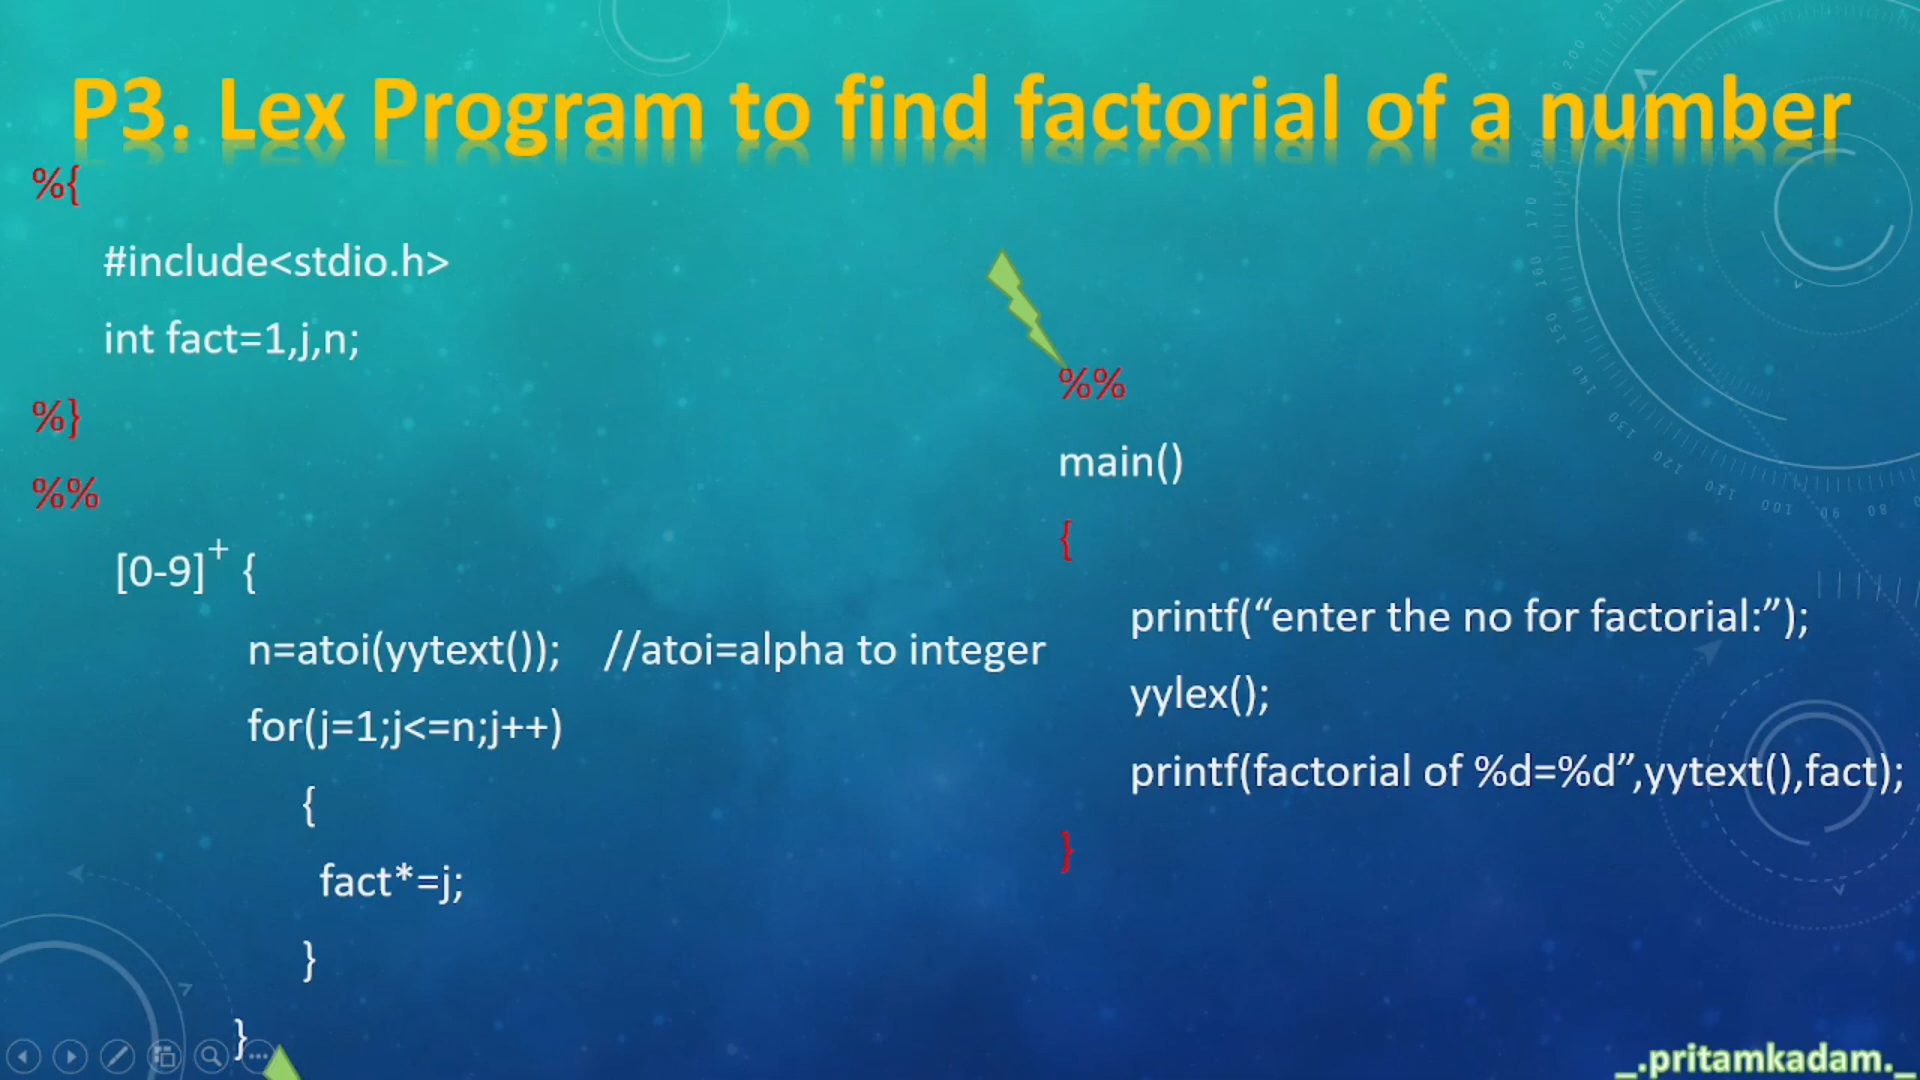 P3. Lex Program to find factorial of a number
%{
#include<stdio.h>
int fact=1,j,n;
%}
%%
[0-9]+ {
n=atoi(yytext()); //atoi=alpha to integer
for(j=1;j<=n;j++)
{
fact*=j;
}
}
%%
main()
{
printf(“enter the no for factorial:”);
yylex();
printf(factorial of %d=%d”,yytext(),fact);
}
_.pritamkadam._